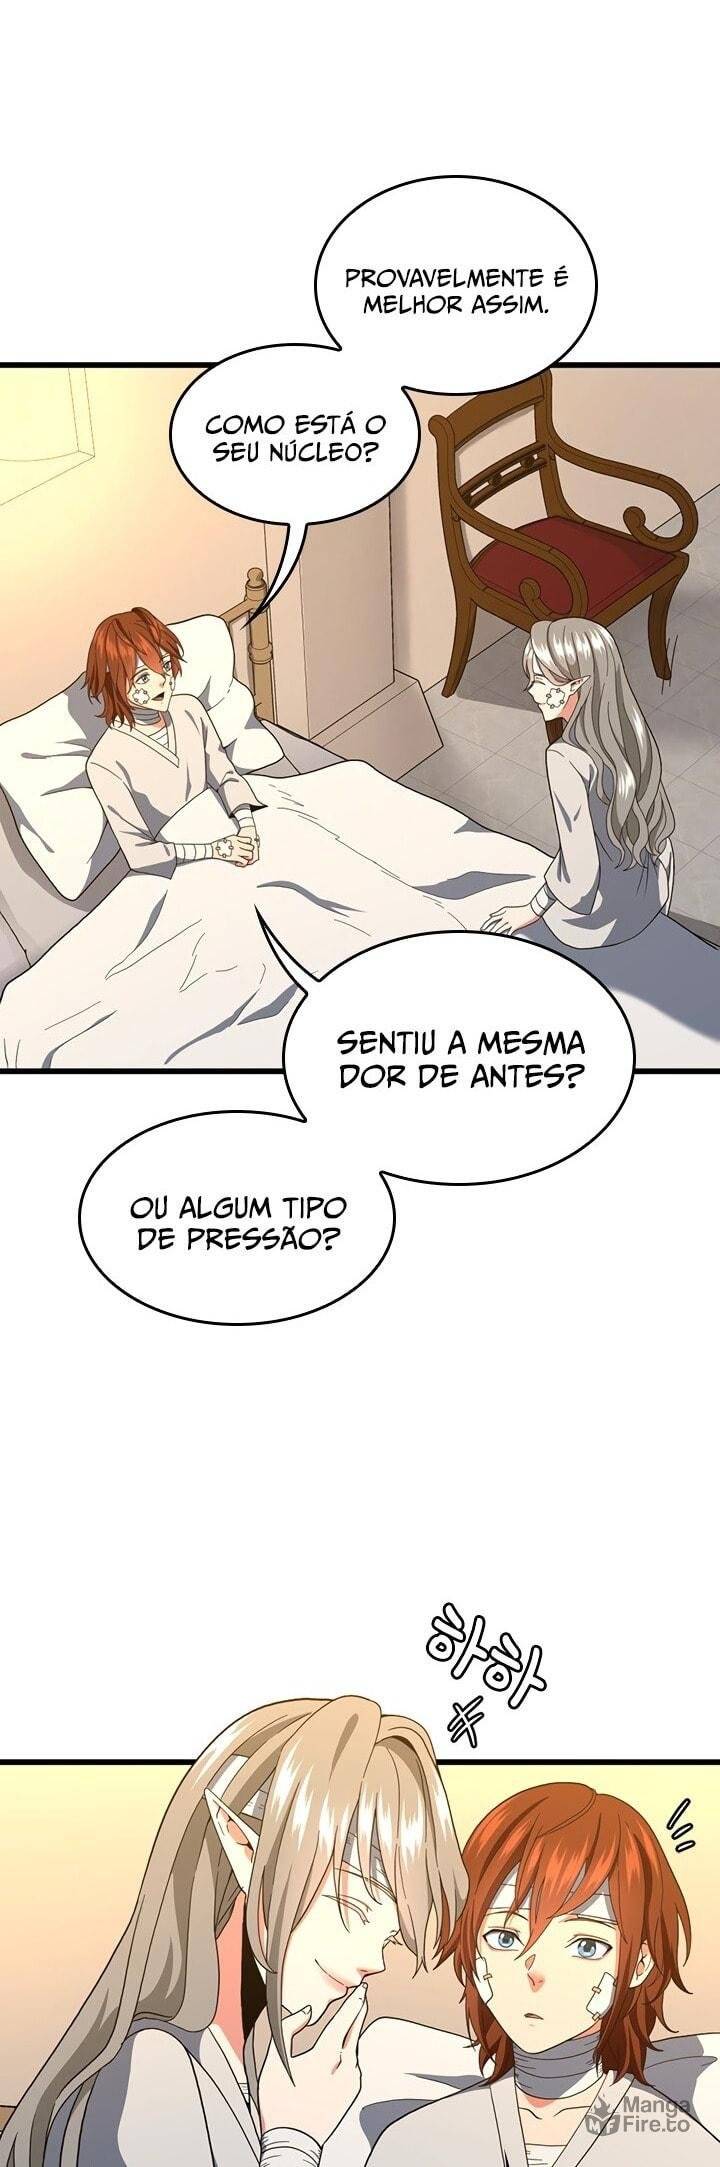 PROVAVELMENTE É
MELHOR ASSIM.
COMO ESTÁ O
SEU NÚCLEO?
SENTIU A MESMA
DOR DE ANTES?
OU ALGUM TIPO
DE PRESSÃO?
하하
Manga
Fire.to